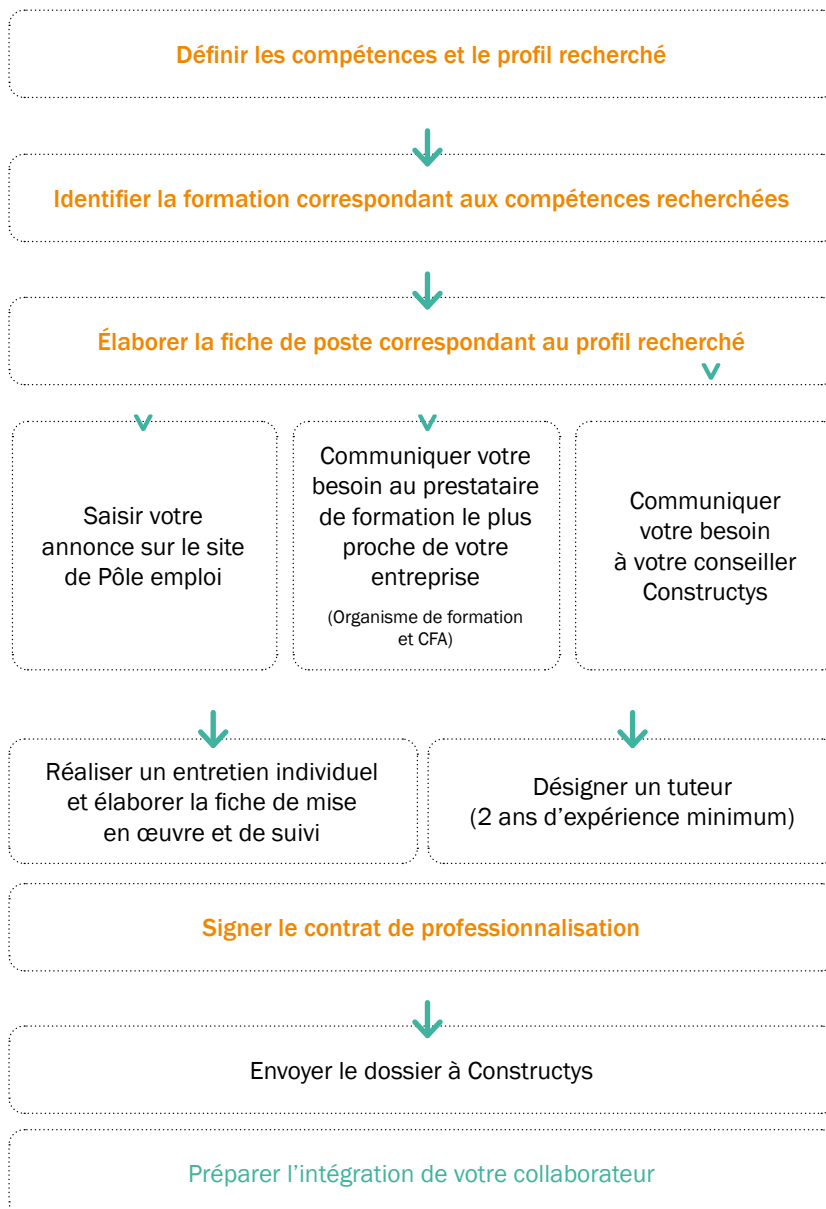 Définir les compétences et le profil recherché
Identifier la formation correspondant aux compétences recherchées
Élaborer la fiche de poste correspondant au profil recherché
Saisir votre
annonce sur le site
de Pôle emploi
Communiquer votre
besoin au prestataire
de formation le plus
proche de votre
entreprise
(Organisme de formation
et CFA)
Communiquer
votre besoin
à votre conseiller
Constructys
Réaliser un entretien individuel
et élaborer la fiche de mise
en œuvre et de suivi
Désigner un tuteur
(2 ans d’expérience minimum)
Signer le contrat de professionnalisation
Envoyer le dossier à Constructys
Préparer l’intégration de votre collaborateur